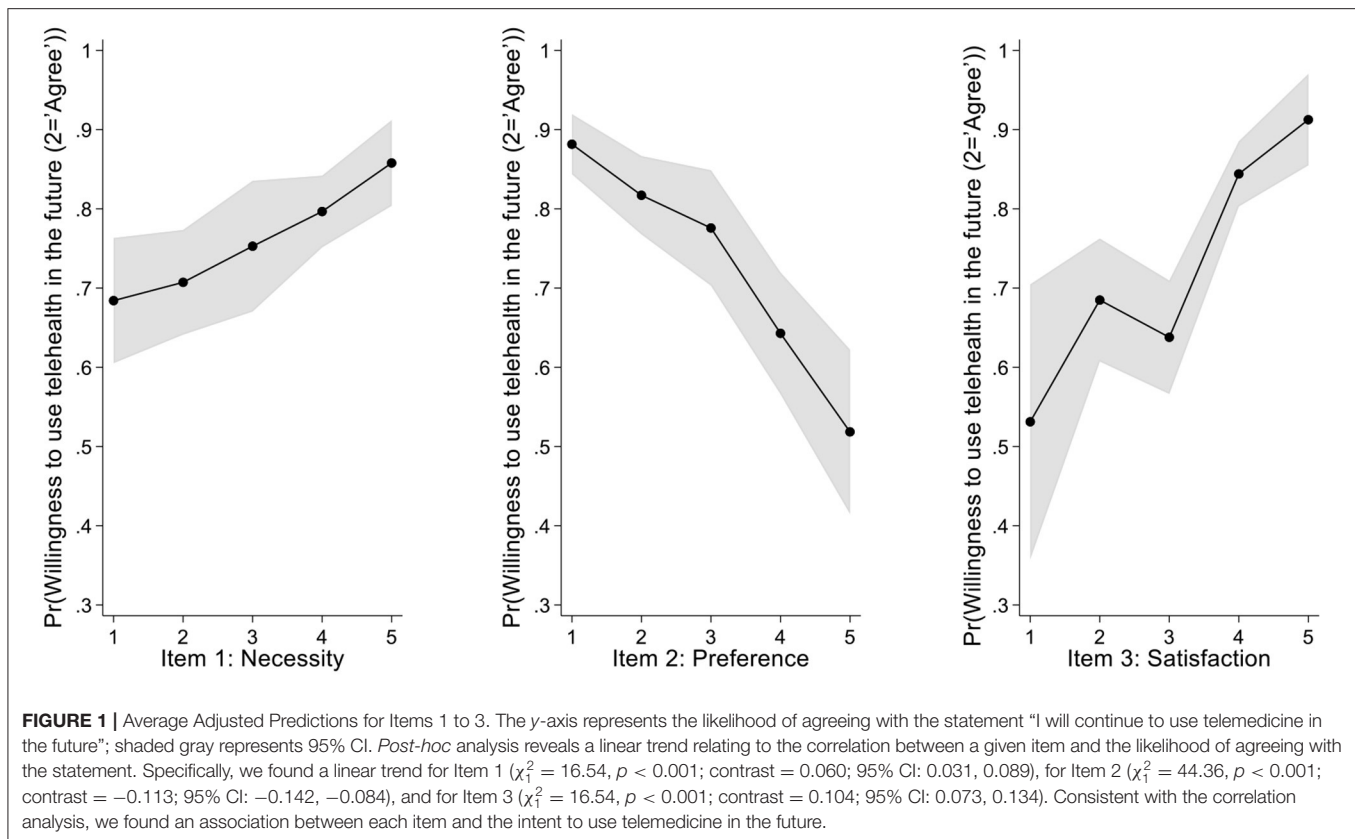 Pr(Willingness to use telehealth in the future (2='Agree'))
1
.9
.8
.7
.6
.5
.4
.3
1 2 3 4 5
Item 1: Necessity
Pr(Willingness to use telehealth in the future (2='Agree'))
1
.9
.8
.7
.6
.5
.4
.3
1 2 3 4 5
Item 2: Preference
Pr(Willingness to use telehealth in the future (2='Agree'))
1
.9
.8
.7
.6
.5
.4
.3
1 2 3 4 5
Item 3: Satisfaction
FIGURE 1 | Average Adjusted Predictions for Items 1 to 3. The y-axis represents the likelihood of agreeing with the statement “I will continue to use telemedicine in
the future”; shaded gray represents 95% CI. Post-hoc analysis reveals a linear trend relating to the correlation between a given item and the likelihood of agreeing with
the statement. Specifically, we found a linear trend for Item 1 (χ₁² = 16.54, p < 0.001; contrast = 0.060; 95% CI: 0.031, 0.089), for Item 2 (χ₁² = 44.36, p < 0.001;
contrast = −0.113; 95% CI: −0.142, −0.084), and for Item 3 (χ₁² = 16.54, p < 0.001; contrast = 0.104; 95% CI: 0.073, 0.134). Consistent with the correlation
analysis, we found an association between each item and the intent to use telemedicine in the future.